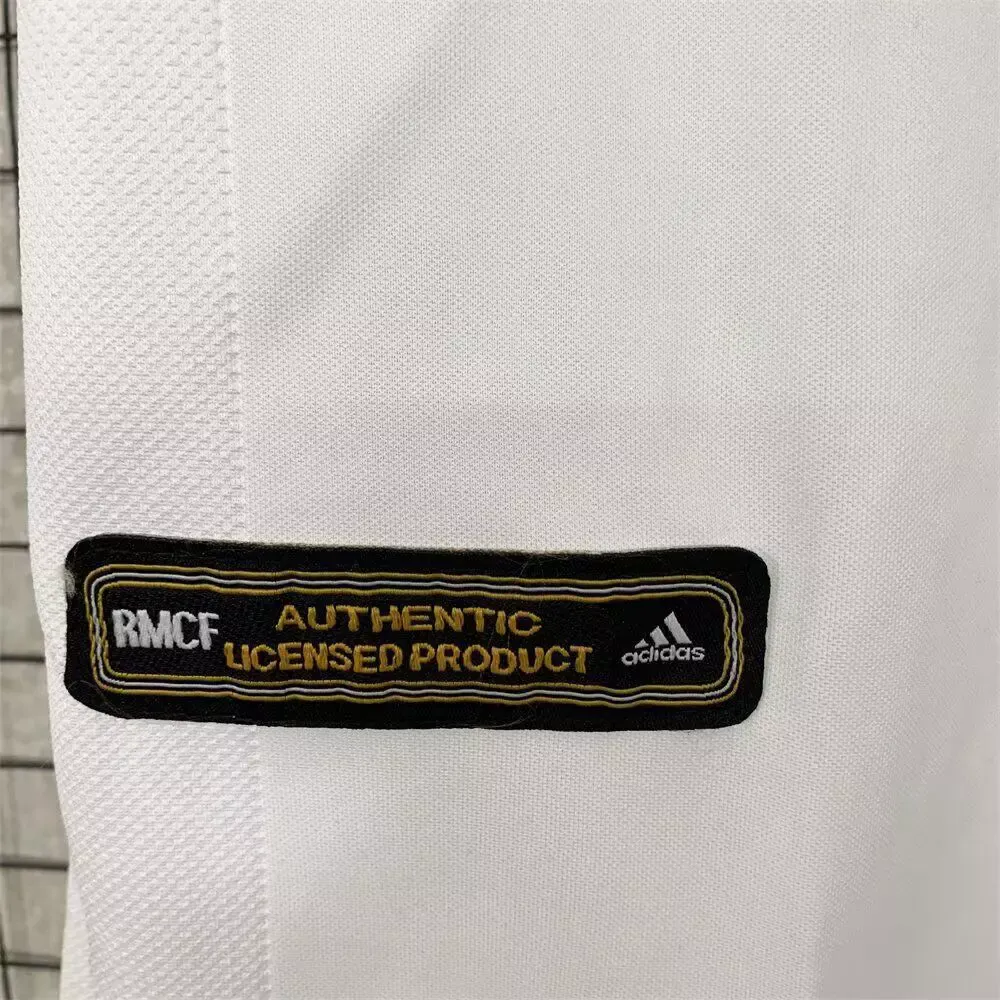 RMCF
AUTHENTIC
LICENSED PRODUCT
adidas